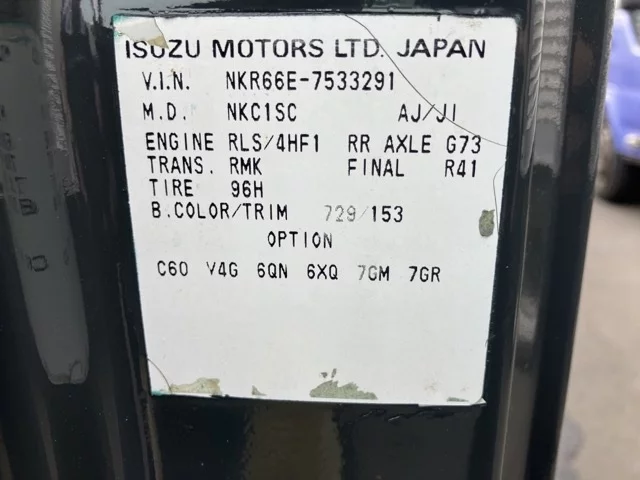 ISUZU MOTORS LTD. JAPAN
V.I.N. NKR66E-7533291
M.D. NKC1SC AJ/JI
ENGINE RLS/4HF1 RR AXLE G73
TRANS. RMK FINAL R41
TIRE 96H
B.COLOR/TRIM 729/153
OPTION
C60 V4G 6QN 6XQ 7GM 7GR